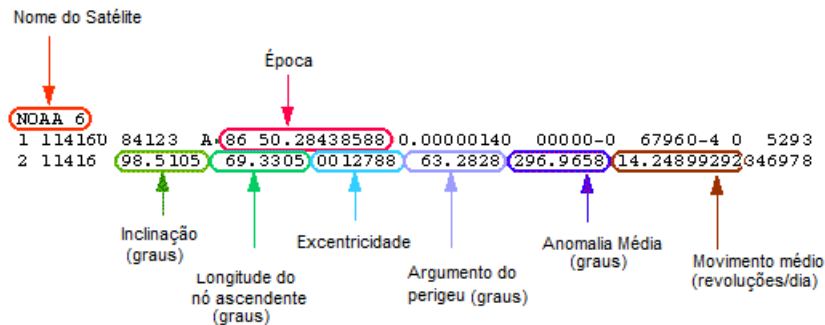 Nome do Satélite
Época
NOAA 6
1 11416U 84123 A 86 50.28438588 0.00000140 00000-0 67960-4 0 5293
2 11416 98.5105 69.3305 0012788 63.2828 296.9658 14.24899292346978
Inclinação
(graus)
Longitude do
nó ascendente
(graus)
Excentricidade
Argumento do
perigeu (graus)
Anomalia Média
(graus)
Movimento médio
(revoluções/dia)